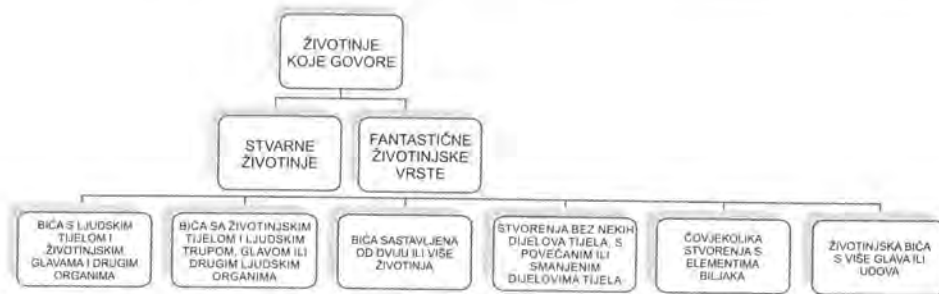 ŽIVOTINJE
KOJE GOVORE
STVARNE
ŽIVOTINJE
FANTASTIČNE
ŽIVOTINJSKE
VRSTE
BIĆA S LJUDSKIM
TIJELOM I
ŽIVOTINJSKIM
GLAVAMA I DRUGIM
ORGANIMA
BIĆA SA ŽIVOTINJSKIM
TIJELOM I LJUDSKIM
TRUPOM, GLAVOM ILI
DRUGIM LJUDSKIM
ORGANIMA
BIĆA SASTAVLJENA
OD DVIJU ILI VIŠE
ŽIVOTINJA
STVORENJA BEZ NEKIH
DIJELOVA TIJELA, S
POVEĆANIM ILI
SMANJENIM
DIJELOVIMA TIJELA
ČOVJEKOLIKA
STVORENJA S
ELEMENTIMA
BILJAKA
ŽIVOTINJSKA BIĆA
S VIŠE GLAVA ILI
UDOVA